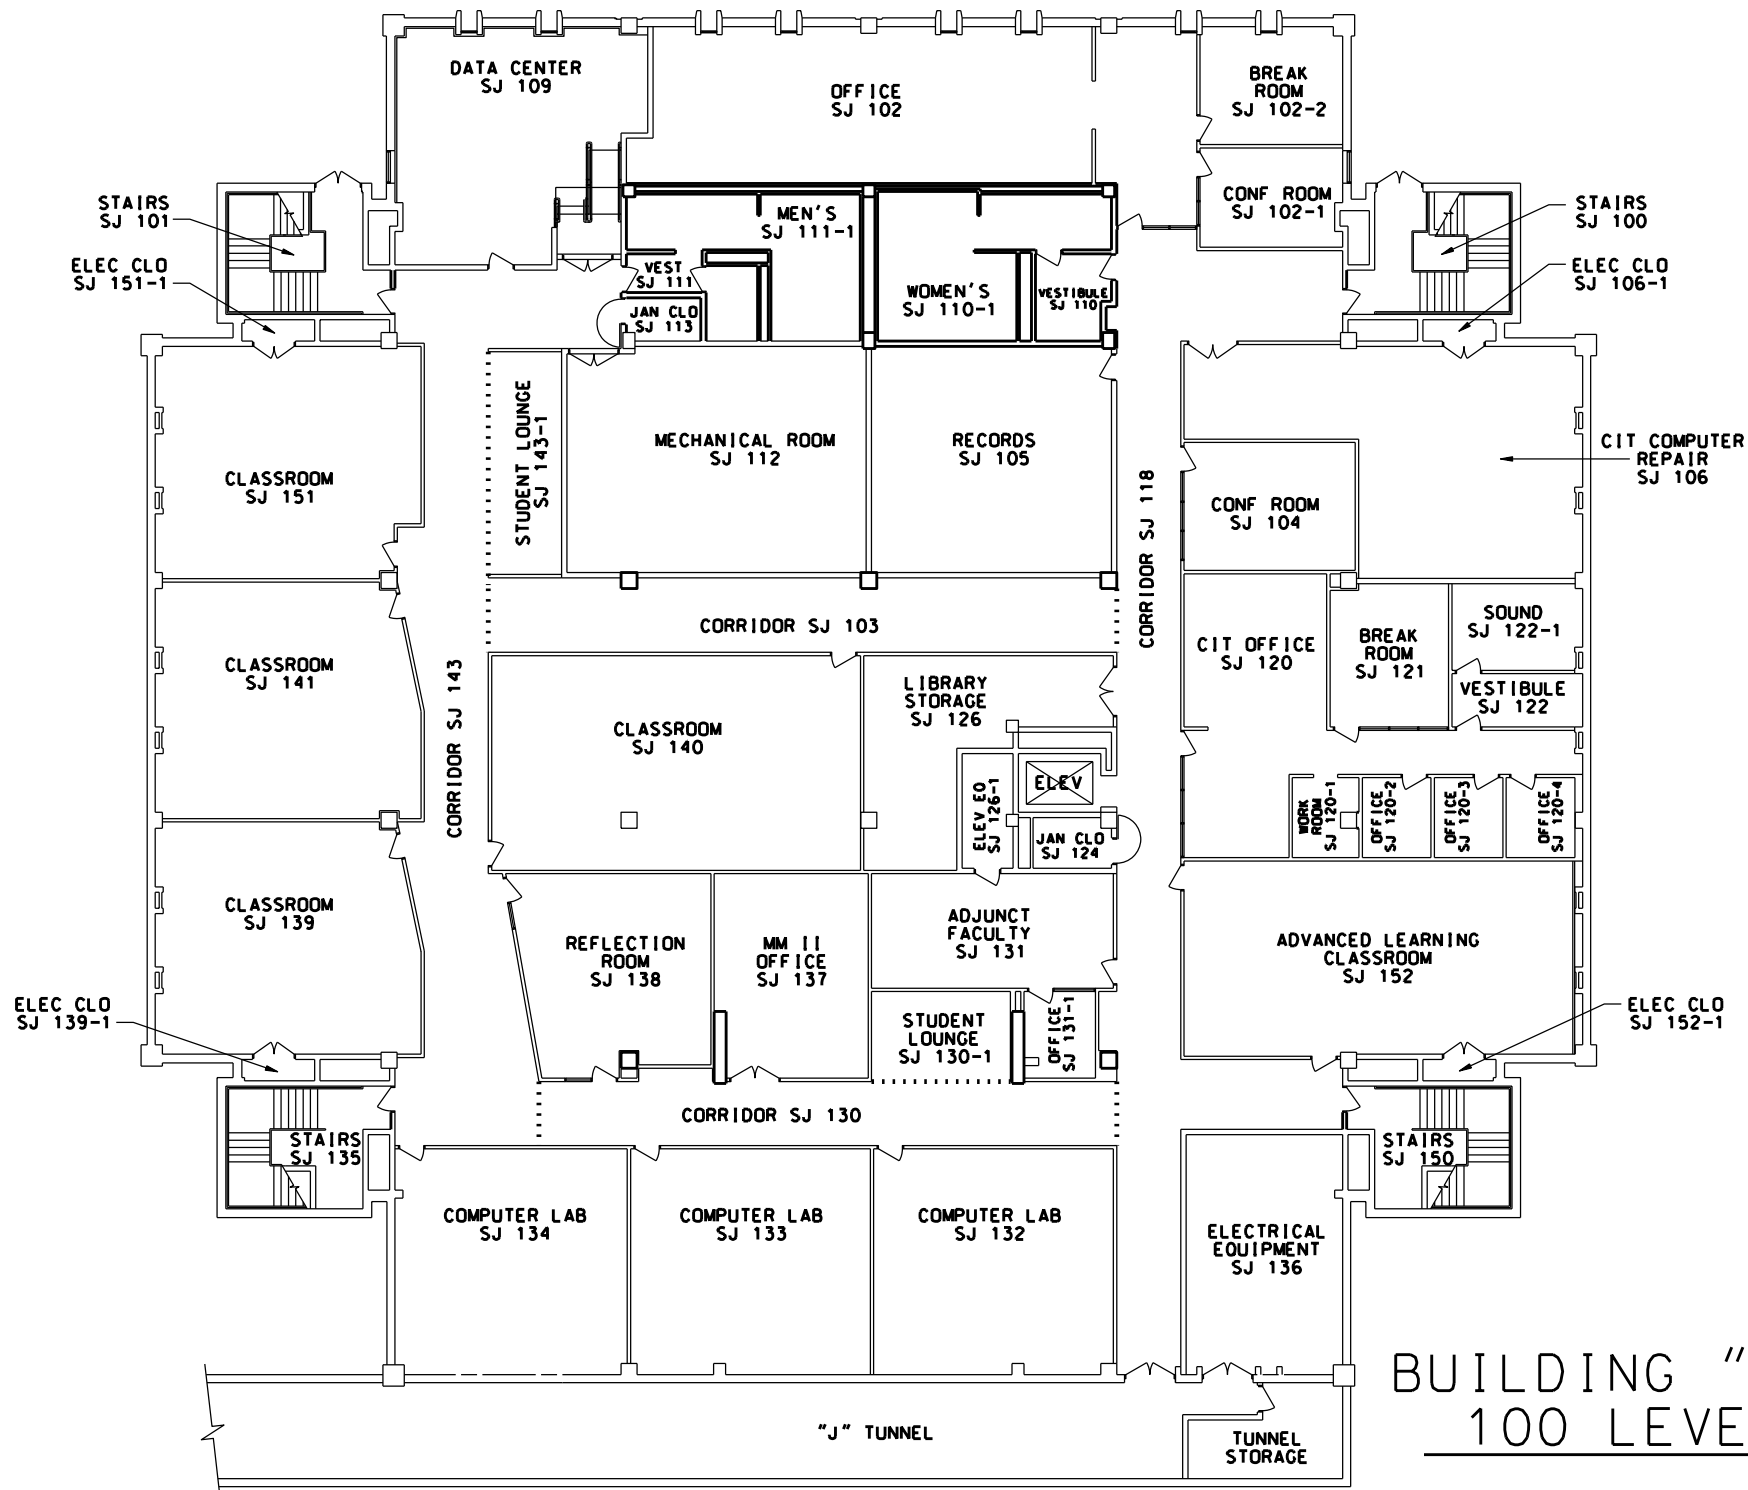 DATA CENTER
SJ 109
OFFICE
SJ 102
BREAK
ROOM
SJ 102-2
CONF ROOM
SJ 102-1
STAIRS
SJ 101
MEN'S
SJ 111-1
STAIRS
SJ 100
ELEC CLO
SJ 151-1
VEST
SJ 111
JAN CLO
SJ 113
WOMEN'S
SJ 110-1
VESTIBULE
SJ 110
ELEC CLO
SJ 106-1
STUDENT LOUNGE
SJ 143-1
MECHANICAL ROOM
SJ 112
RECORDS
SJ 105
CIT COMPUTER
REPAIR
SJ 106
CLASSROOM
SJ 151
CORRIDOR SJ 118
CONF ROOM
SJ 104
CORRIDOR SJ 103
SOUND
SJ 122-1
CIT OFFICE
SJ 120
BREAK
ROOM
SJ 121
CLASSROOM
SJ 141
CORRIDOR SJ 143
LIBRARY
STORAGE
SJ 126
VESTIBULE
SJ 122
CLASSROOM
SJ 140
ELEV
ELEV EQ
SJ 126-1
JAN CLO
SJ 124
WORK
ROOM
SJ 120-1
OFFICE
SJ 120-2
OFFICE
SJ 120-3
OFFICE
SJ 120-4
CLASSROOM
SJ 139
REFLECTION
ROOM
SJ 138
MM II
OFFICE
SJ 137
ADJUNCT
FACULTY
SJ 131
ADVANCED LEARNING
CLASSROOM
SJ 152
ELEC CLO
SJ 139-1
STUDENT
LOUNGE
SJ 130-1
OFFICE
SJ 131-1
ELEC CLO
SJ 152-1
CORRIDOR SJ 130
STAIRS
SJ 135
STAIRS
SJ 150
COMPUTER LAB
SJ 134
COMPUTER LAB
SJ 133
COMPUTER LAB
SJ 132
ELECTRICAL
EQUIPMENT
SJ 136
"J" TUNNEL
TUNNEL
STORAGE
BUILDING "
100 LEVE